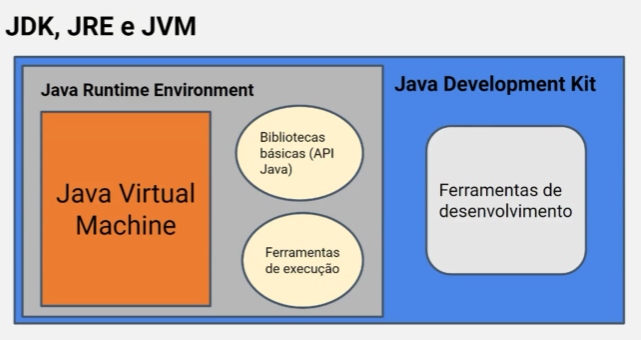 JDK, JRE e JVM
Java Runtime Environment
Java Development Kit
Java Virtual
Machine
Bibliotecas
básicas (API
Java)
Ferramentas
de execução
Ferramentas de
desenvolvimento